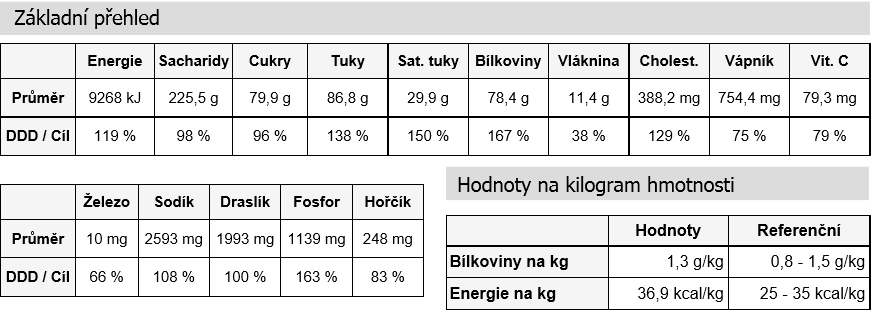 Základní přehled
Energie Sacharidy Cukry Tuky Sat. tuky Bílkoviny Vláknina Cholest. Vápník Vit. C
Průměr 9268 kJ 225,5 g 79,9 g 86,8 g 29,9 g 78,4 g 11,4 g 388,2 mg 754,4 mg 79,3 mg
DDD / Cíl 119 % 98 % 96 % 138 % 150 % 167 % 38 % 129 % 75 % 79 %
Železo Sodík Draslík Fosfor Hořčík
Průměr 10 mg 2593 mg 1993 mg 1139 mg 248 mg
DDD / Cíl 66 % 108 % 100 % 163 % 83 %
Hodnoty na kilogram hmotnosti
Hodnoty Referenční
Bílkoviny na kg 1,3 g/kg 0,8 - 1,5 g/kg
Energie na kg 36,9 kcal/kg 25 - 35 kcal/kg